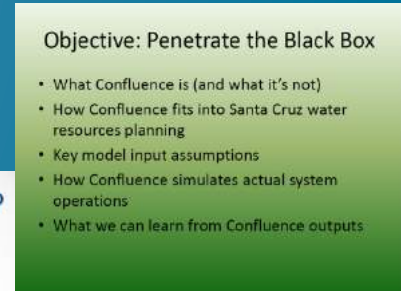 Objective: Penetrate the Black Box
• What Confluence is (and what it's not)
• How Confluence fits into Santa Cruz water
resources planning
• Key model input assumptions
• How Confluence simulates actual system
operations
• What we can learn from Confluence outputs